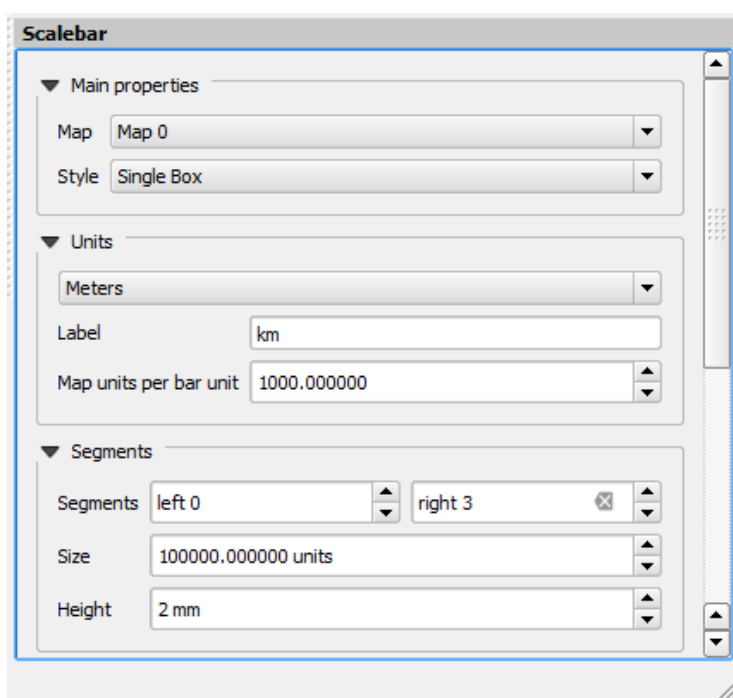 Scalebar
Main properties
Map Map 0
Style Single Box
Units
Meters
Label km
Map units per bar unit 1000.000000
Segments
Segments left 0 right 3
Size 100000.000000 units
Height 2 mm